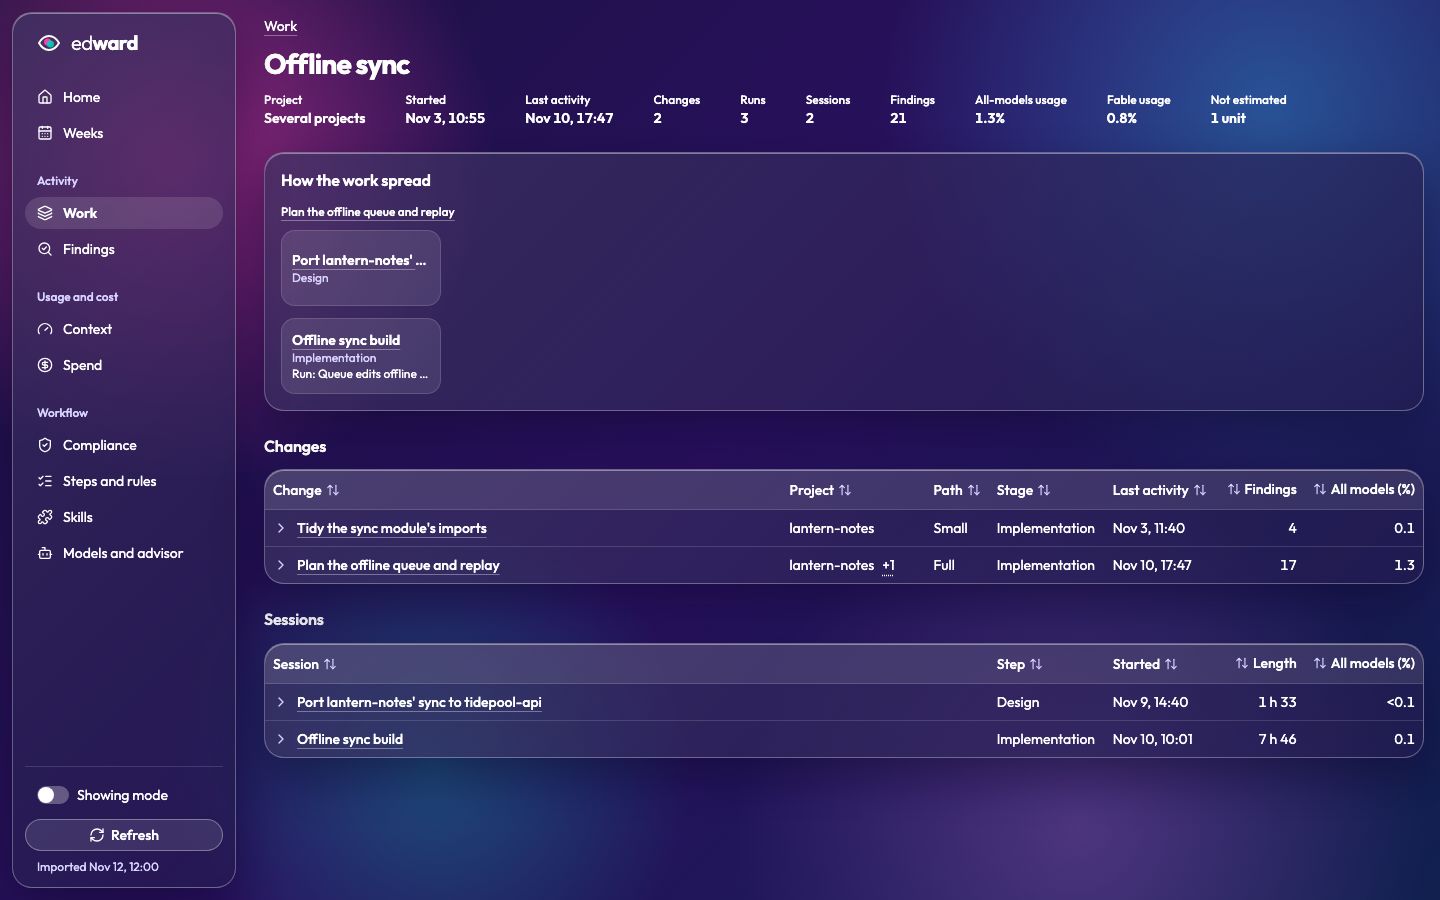 edward
Home
Weeks
Activity
Work
Findings
Usage and cost
Context
Spend
Workflow
Compliance
Steps and rules
Skills
Models and advisor
Showing mode
Refresh
Imported Nov 12, 12:00
Work
Offline sync
Project Started Last activity Changes Runs Sessions Findings All-models usage Fable usage Not estimated
Several projects Nov 3, 10:55 Nov 10, 17:47 2 3 2 21 1.3% 0.8% 1 unit
How the work spread
Plan the offline queue and replay
Port lantern-notes' ...
Design
Offline sync build
Implementation
Run: Queue edits offline ...
Changes
Change Project Path Stage Last activity Findings All models (%)
Tidy the sync module's imports lantern-notes Small Implementation Nov 3, 11:40 4 0.1
Plan the offline queue and replay lantern-notes +1 Full Implementation Nov 10, 17:47 17 1.3
Sessions
Session Step Started Length All models (%)
Port lantern-notes' sync to tidepool-api Design Nov 9, 14:40 1 h 33 <0.1
Offline sync build Implementation Nov 10, 10:01 7 h 46 0.1